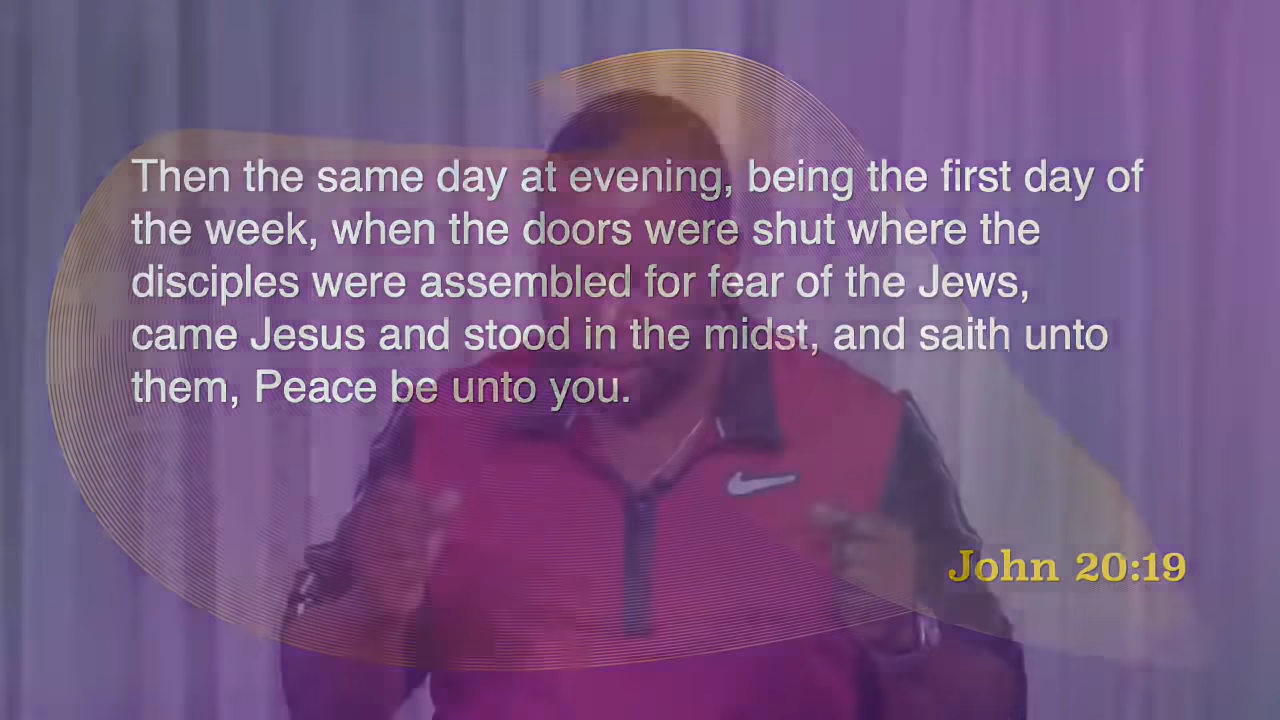 Then the same day at evening, being the first day of
the week, when the doors were shut where the
disciples were assembled for fear of the Jews,
came Jesus and stood in the midst, and saith unto
them, Peace be unto you.
John 20:19